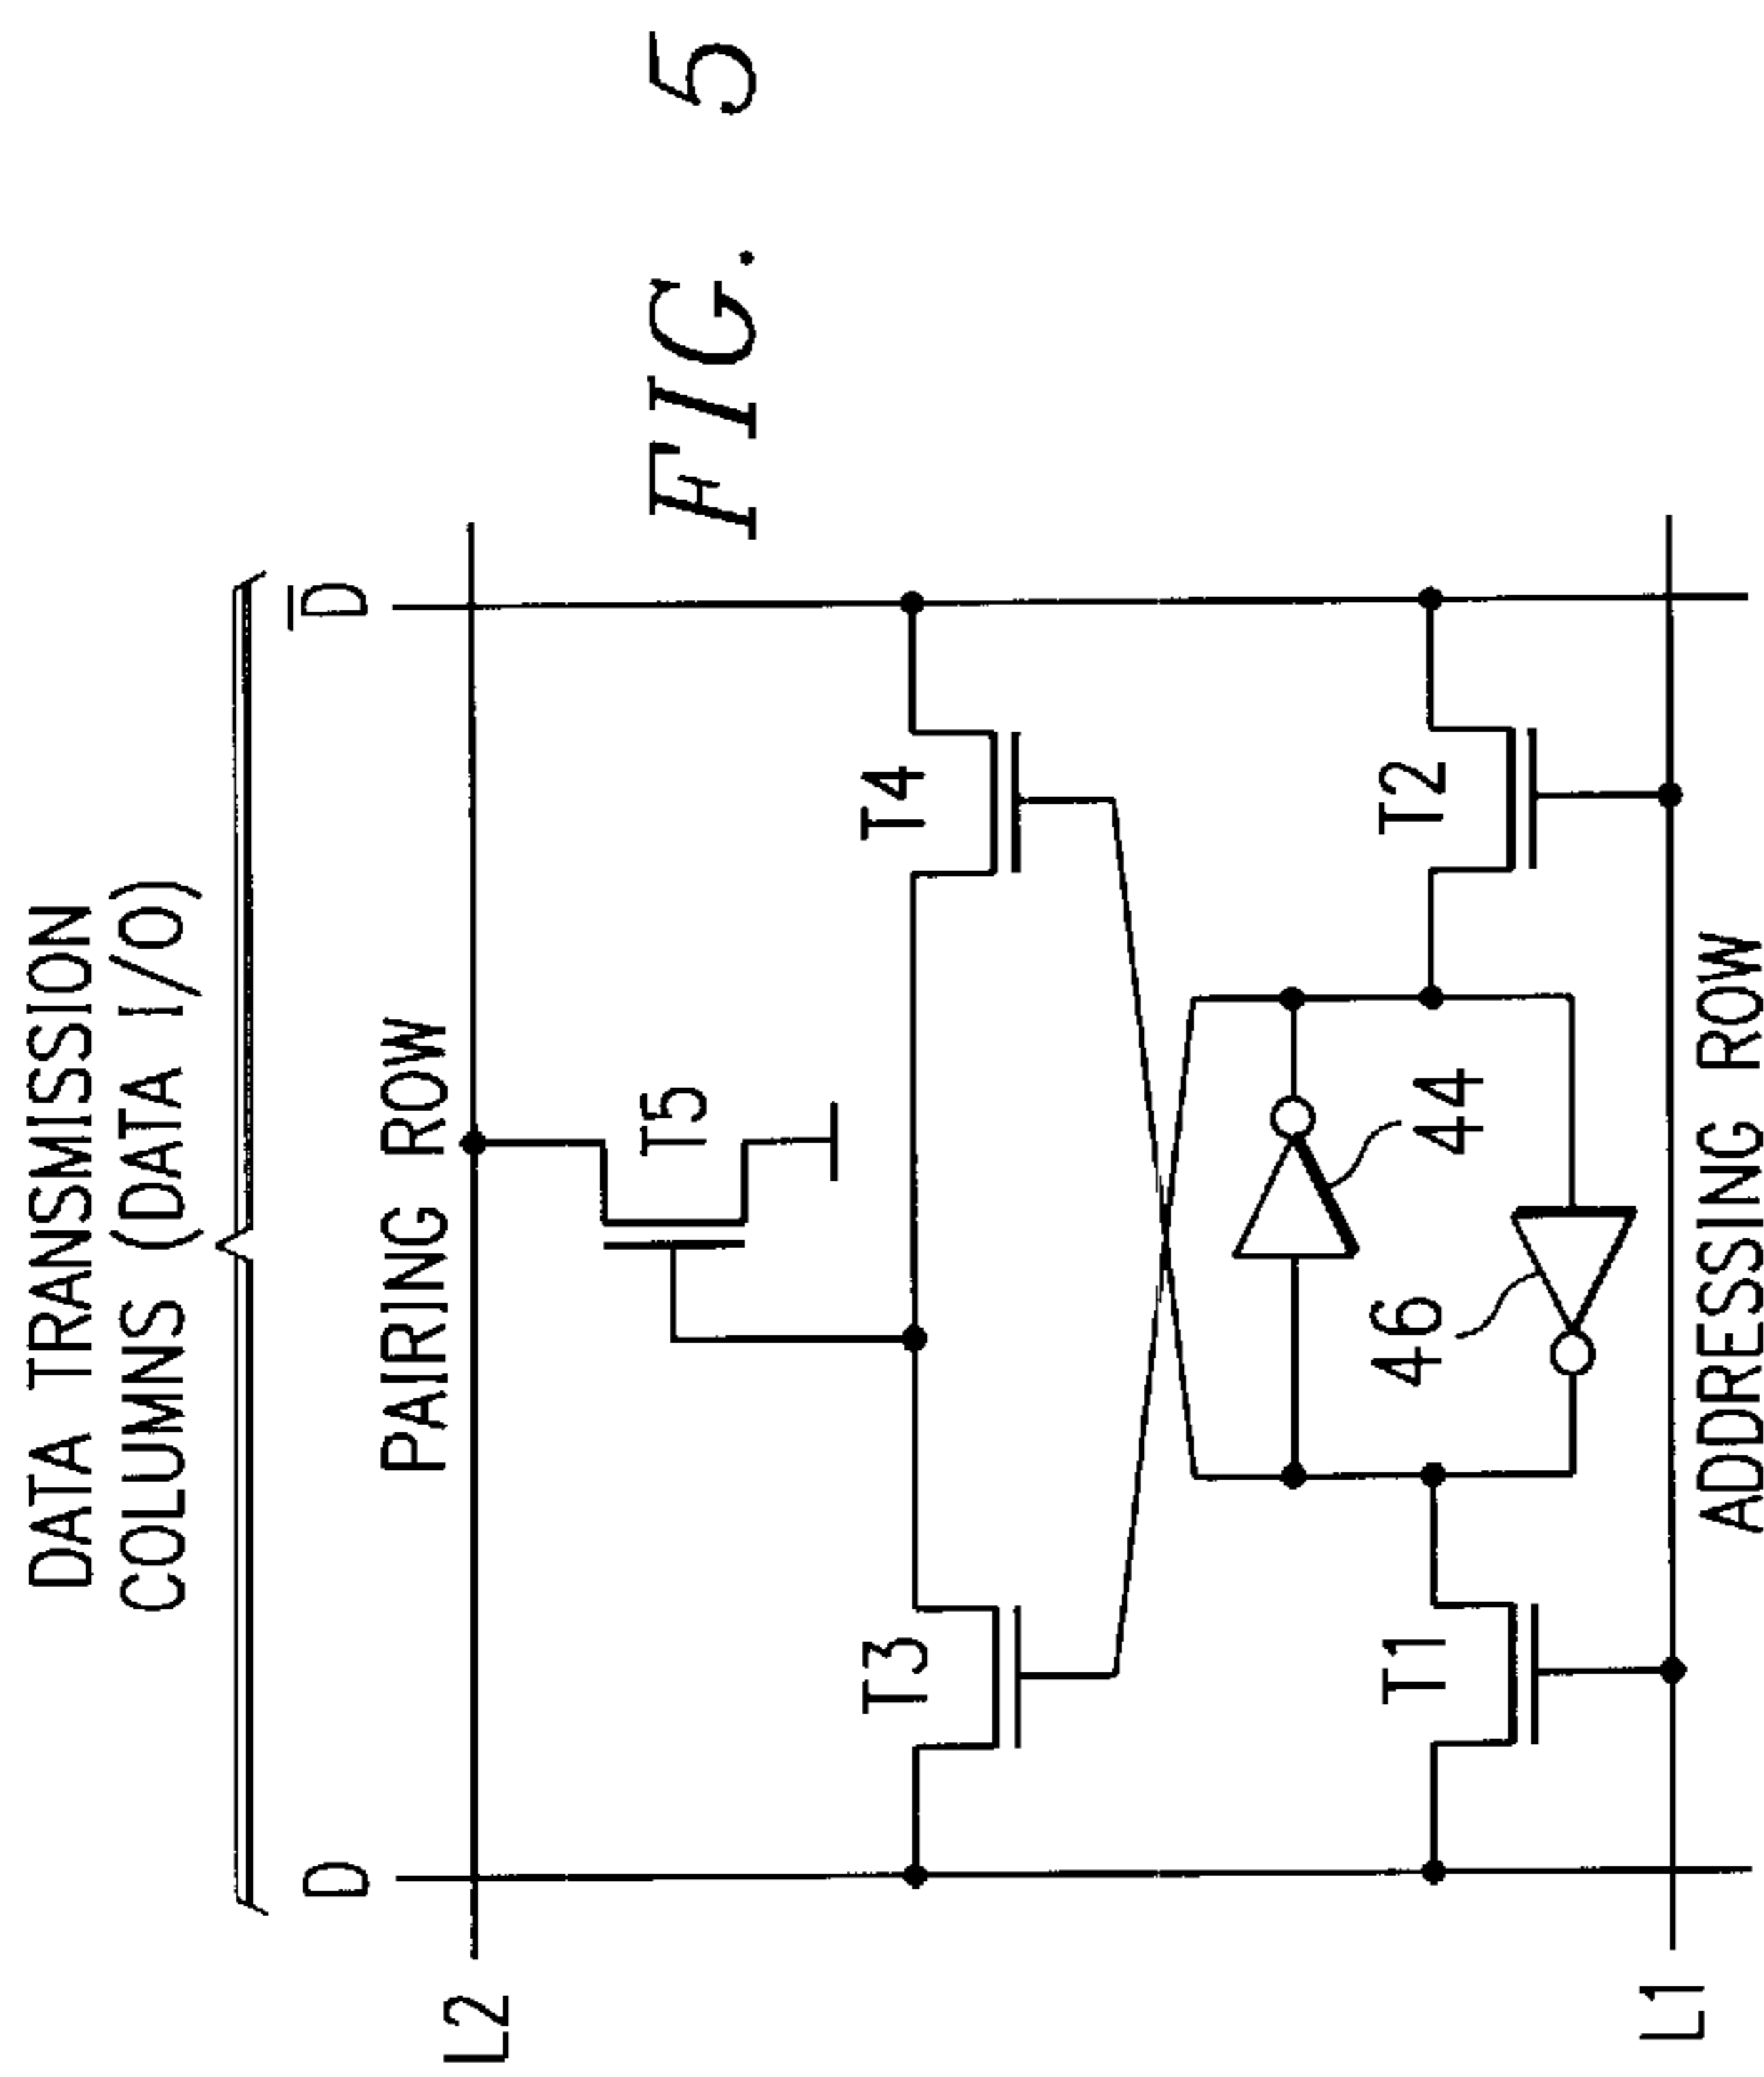 DATA TRANSMISSION
COLUMNS (DATA I/O)
D
D̅
L2
PAIRING ROW
T5
FIG. 5
T3
T4
44
46
T1
T2
L1
ADDRESSING ROW